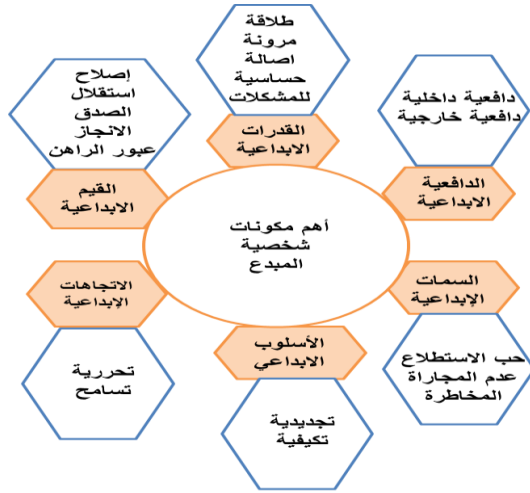 أهم مكونات
شخصية
المبدع
القدرات
الابداعية
طلاقة
مرونة
اصالة
حساسية
للمشكلات
الدافعية
الابداعية
دافعية داخلية
دافعية خارجية
السمات
الإبداعية
حب الاستطلاع
عدم المجاراة
المخاطرة
الأسلوب
الابداعي
تجديدية
تكيفية
الاتجاهات
الإبداعية
تحررية
تسامح
القيم
الابداعية
إصلاح
استقلال
الصدق
الانجاز
عبور الراهن